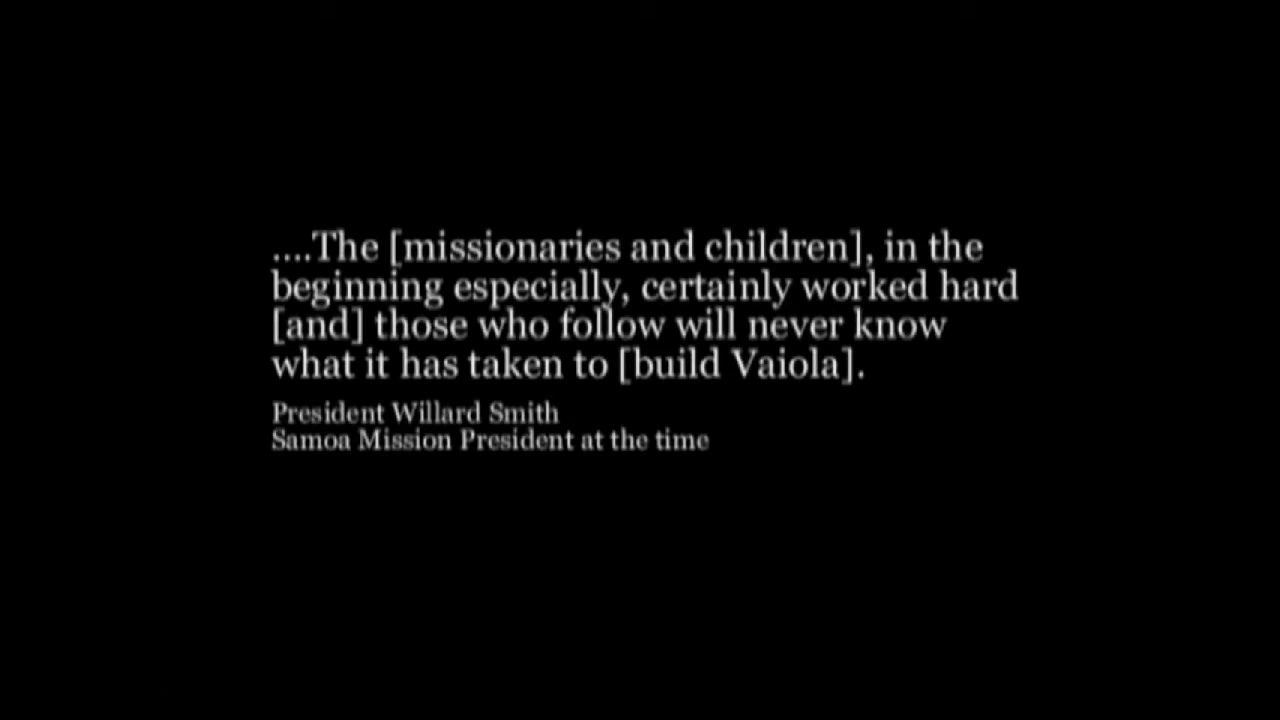 ....The [missionaries and children], in the
beginning especially, certainly worked hard
[and] those who follow will never know
what it has taken to [build Vaiola].
President Willard Smith
Samoa Mission President at the time